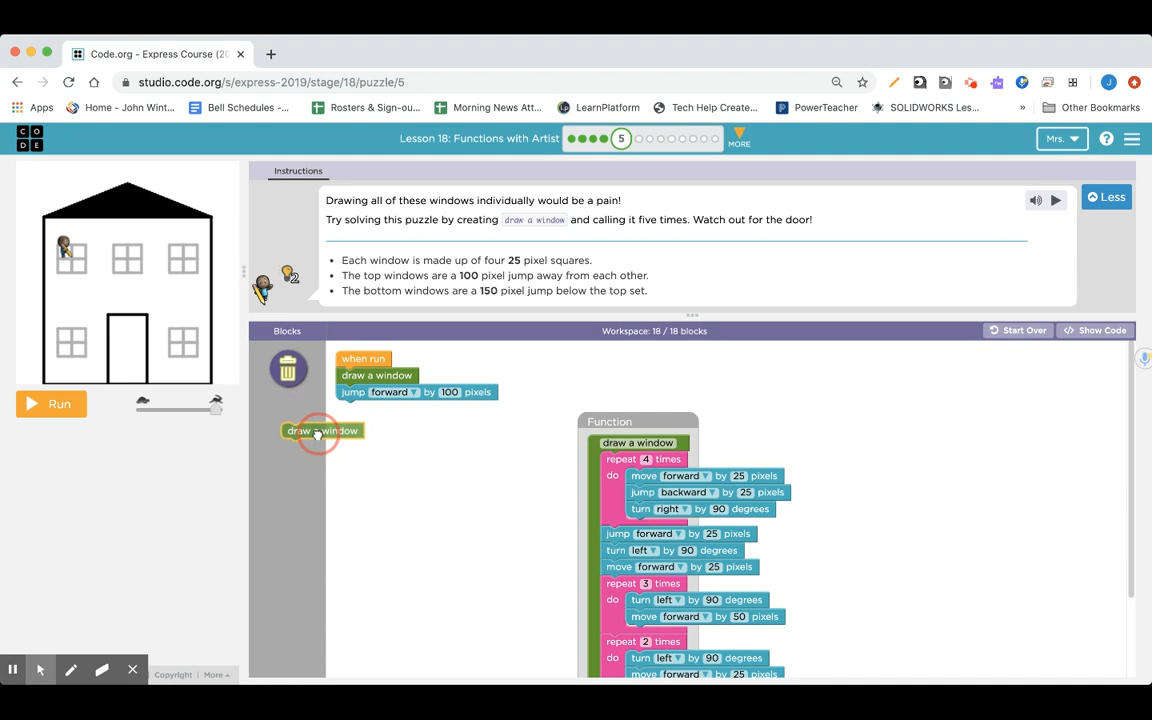 Code.org - Express Course (20
studio.code.org/s/express-2019/stage/18/puzzle/5
J
Apps
Home - John Wint...
Bell Schedules -...
Rosters & Sign-ou...
Morning News Att...
LearnPlatform
Tech Help Create...
PowerTeacher
SOLIDWORKS Les...
»
Other Bookmarks
C O
D E
Lesson 18: Functions with Artist
5
MORE
Mrs.
?
Instructions
Drawing all of these windows individually would be a pain!
Try solving this puzzle by creating draw a window and calling it five times. Watch out for the door!
Less
Each window is made up of four 25 pixel squares.
The top windows are a 100 pixel jump away from each other.
The bottom windows are a 150 pixel jump below the top set.
2
Blocks
Workspace: 18 / 18 blocks
Start Over
</> Show Code
when run
draw a window
jump forward by 100 pixels
Run
draw a window
Function
draw a window
repeat 4 times
do move forward by 25 pixels
jump backward by 25 pixels
turn right by 90 degrees
jump forward by 25 pixels
turn left by 90 degrees
move forward by 25 pixels
repeat 3 times
do turn left by 90 degrees
move forward by 50 pixels
repeat 2 times
do turn left by 90 degrees
move forward by 25 pixels
Copyright | More